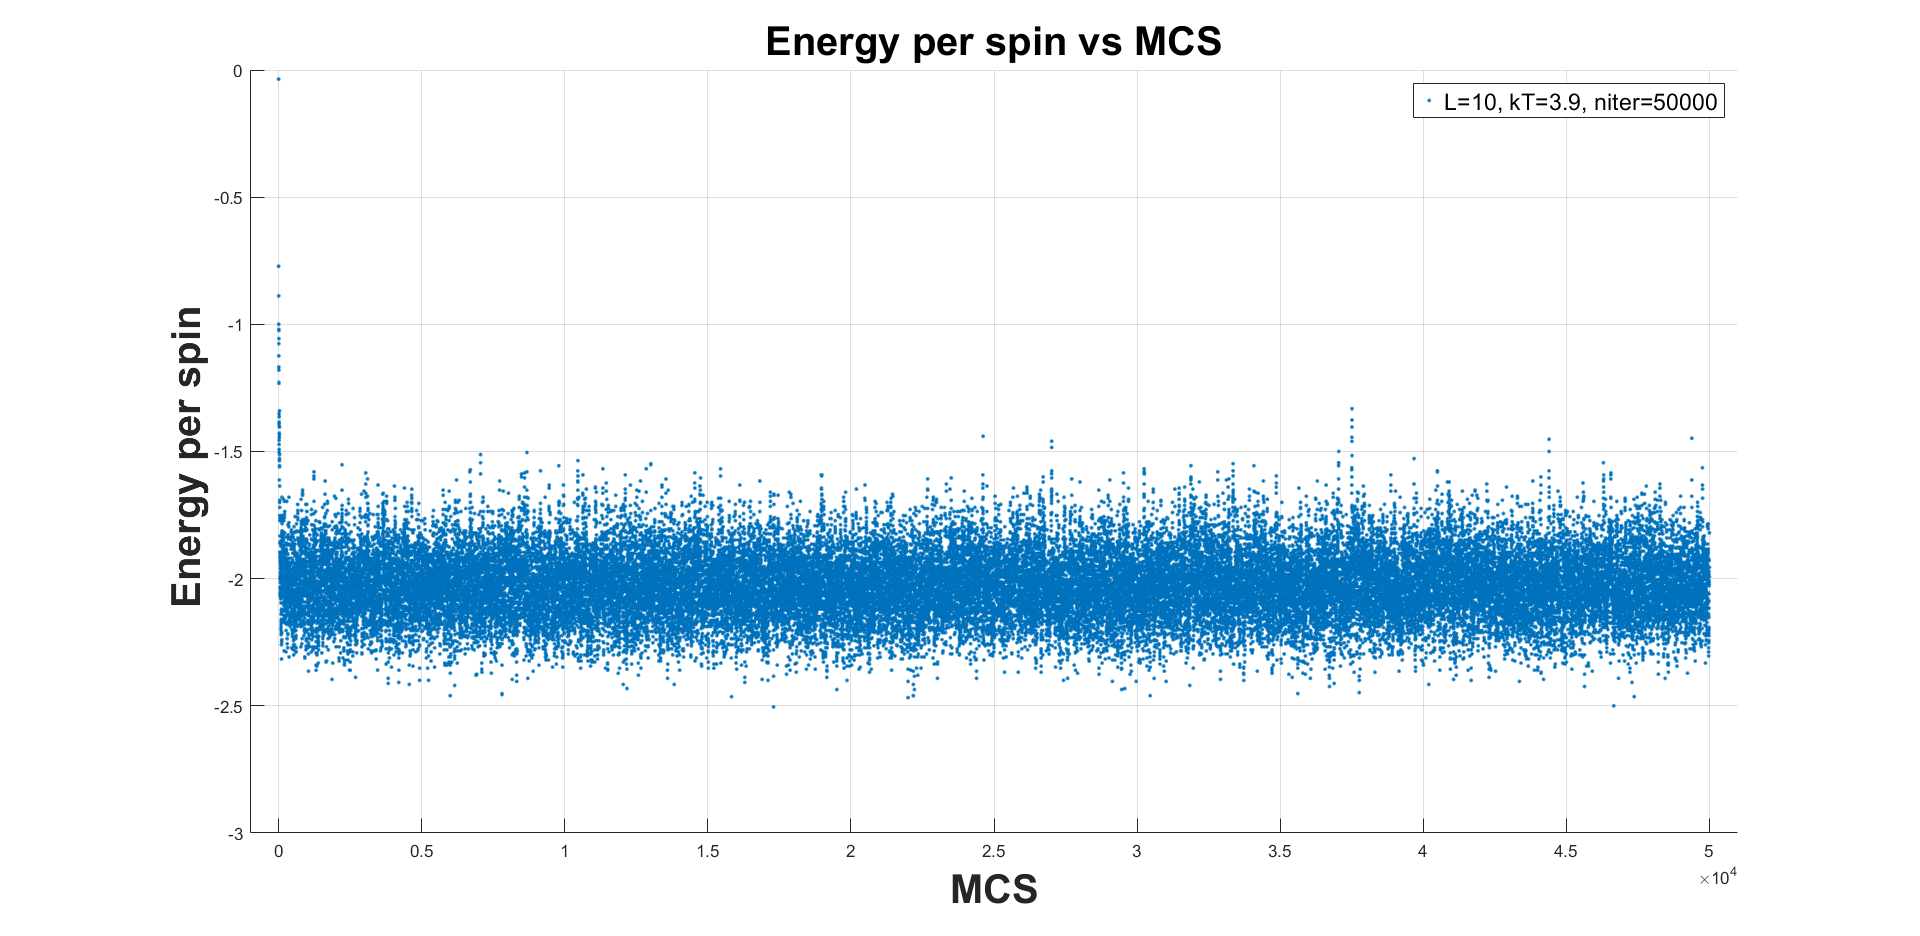 Energy per spin vs MCS
L=10, kT=3.9, niter=50000
Energy per spin
0
-0.5
-1
-1.5
-2
-2.5
-3
0 0.5 1 1.5 2 2.5 3 3.5 4 4.5 5
×10⁴
MCS